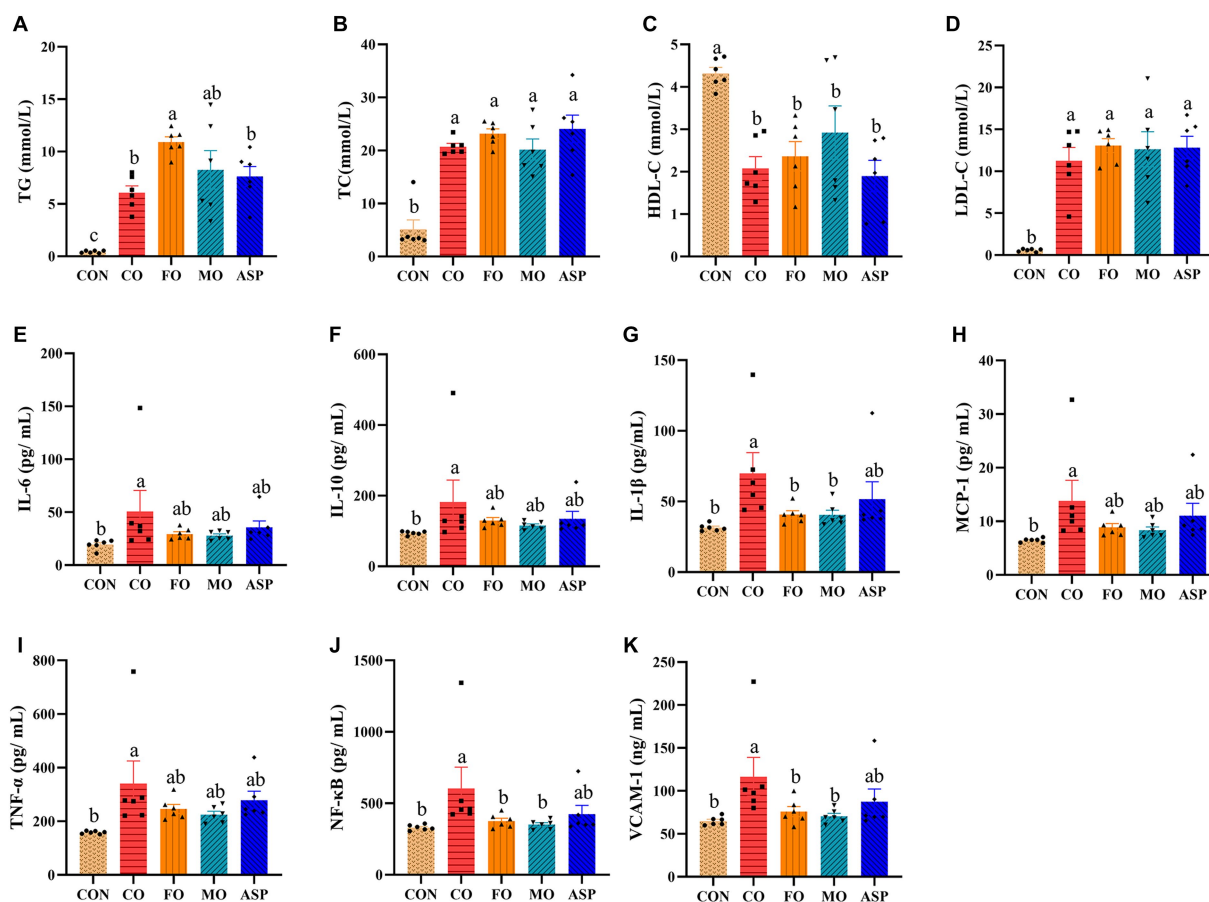 A
TG (mmol/L)
20
15
10
5
0
c
b
a
ab
b
CON CO FO MO ASP
B
TC(mmol/L)
40
30
20
10
0
b
a
a
a
a
CON CO FO MO ASP
C
HDL-C (mmol/L)
5
4
3
2
1
0
a
b
b
b
b
CON CO FO MO ASP
D
LDL-C (mmol/L)
25
20
15
10
5
0
b
a
a
a
a
CON CO FO MO ASP
E
IL-6 (pg/ mL)
200
150
100
50
0
b
a
ab
ab
ab
CON CO FO MO ASP
F
IL-10 (pg/ mL)
600
400
200
0
b
a
ab
ab
ab
CON CO FO MO ASP
G
IL-1β (pg/mL)
150
100
50
0
b
a
b
b
ab
CON CO FO MO ASP
H
MCP-1 (pg/ mL)
40
30
20
10
0
b
a
ab
ab
ab
CON CO FO MO ASP
I
TNF-α (pg/ mL)
800
600
400
200
0
b
a
ab
ab
ab
CON CO FO MO ASP
J
NF-κB (pg/ mL)
1500
1000
500
0
b
a
b
b
ab
CON CO FO MO ASP
K
VCAM-1 (ng/ mL)
250
200
150
100
50
0
b
a
b
b
ab
CON CO FO MO ASP